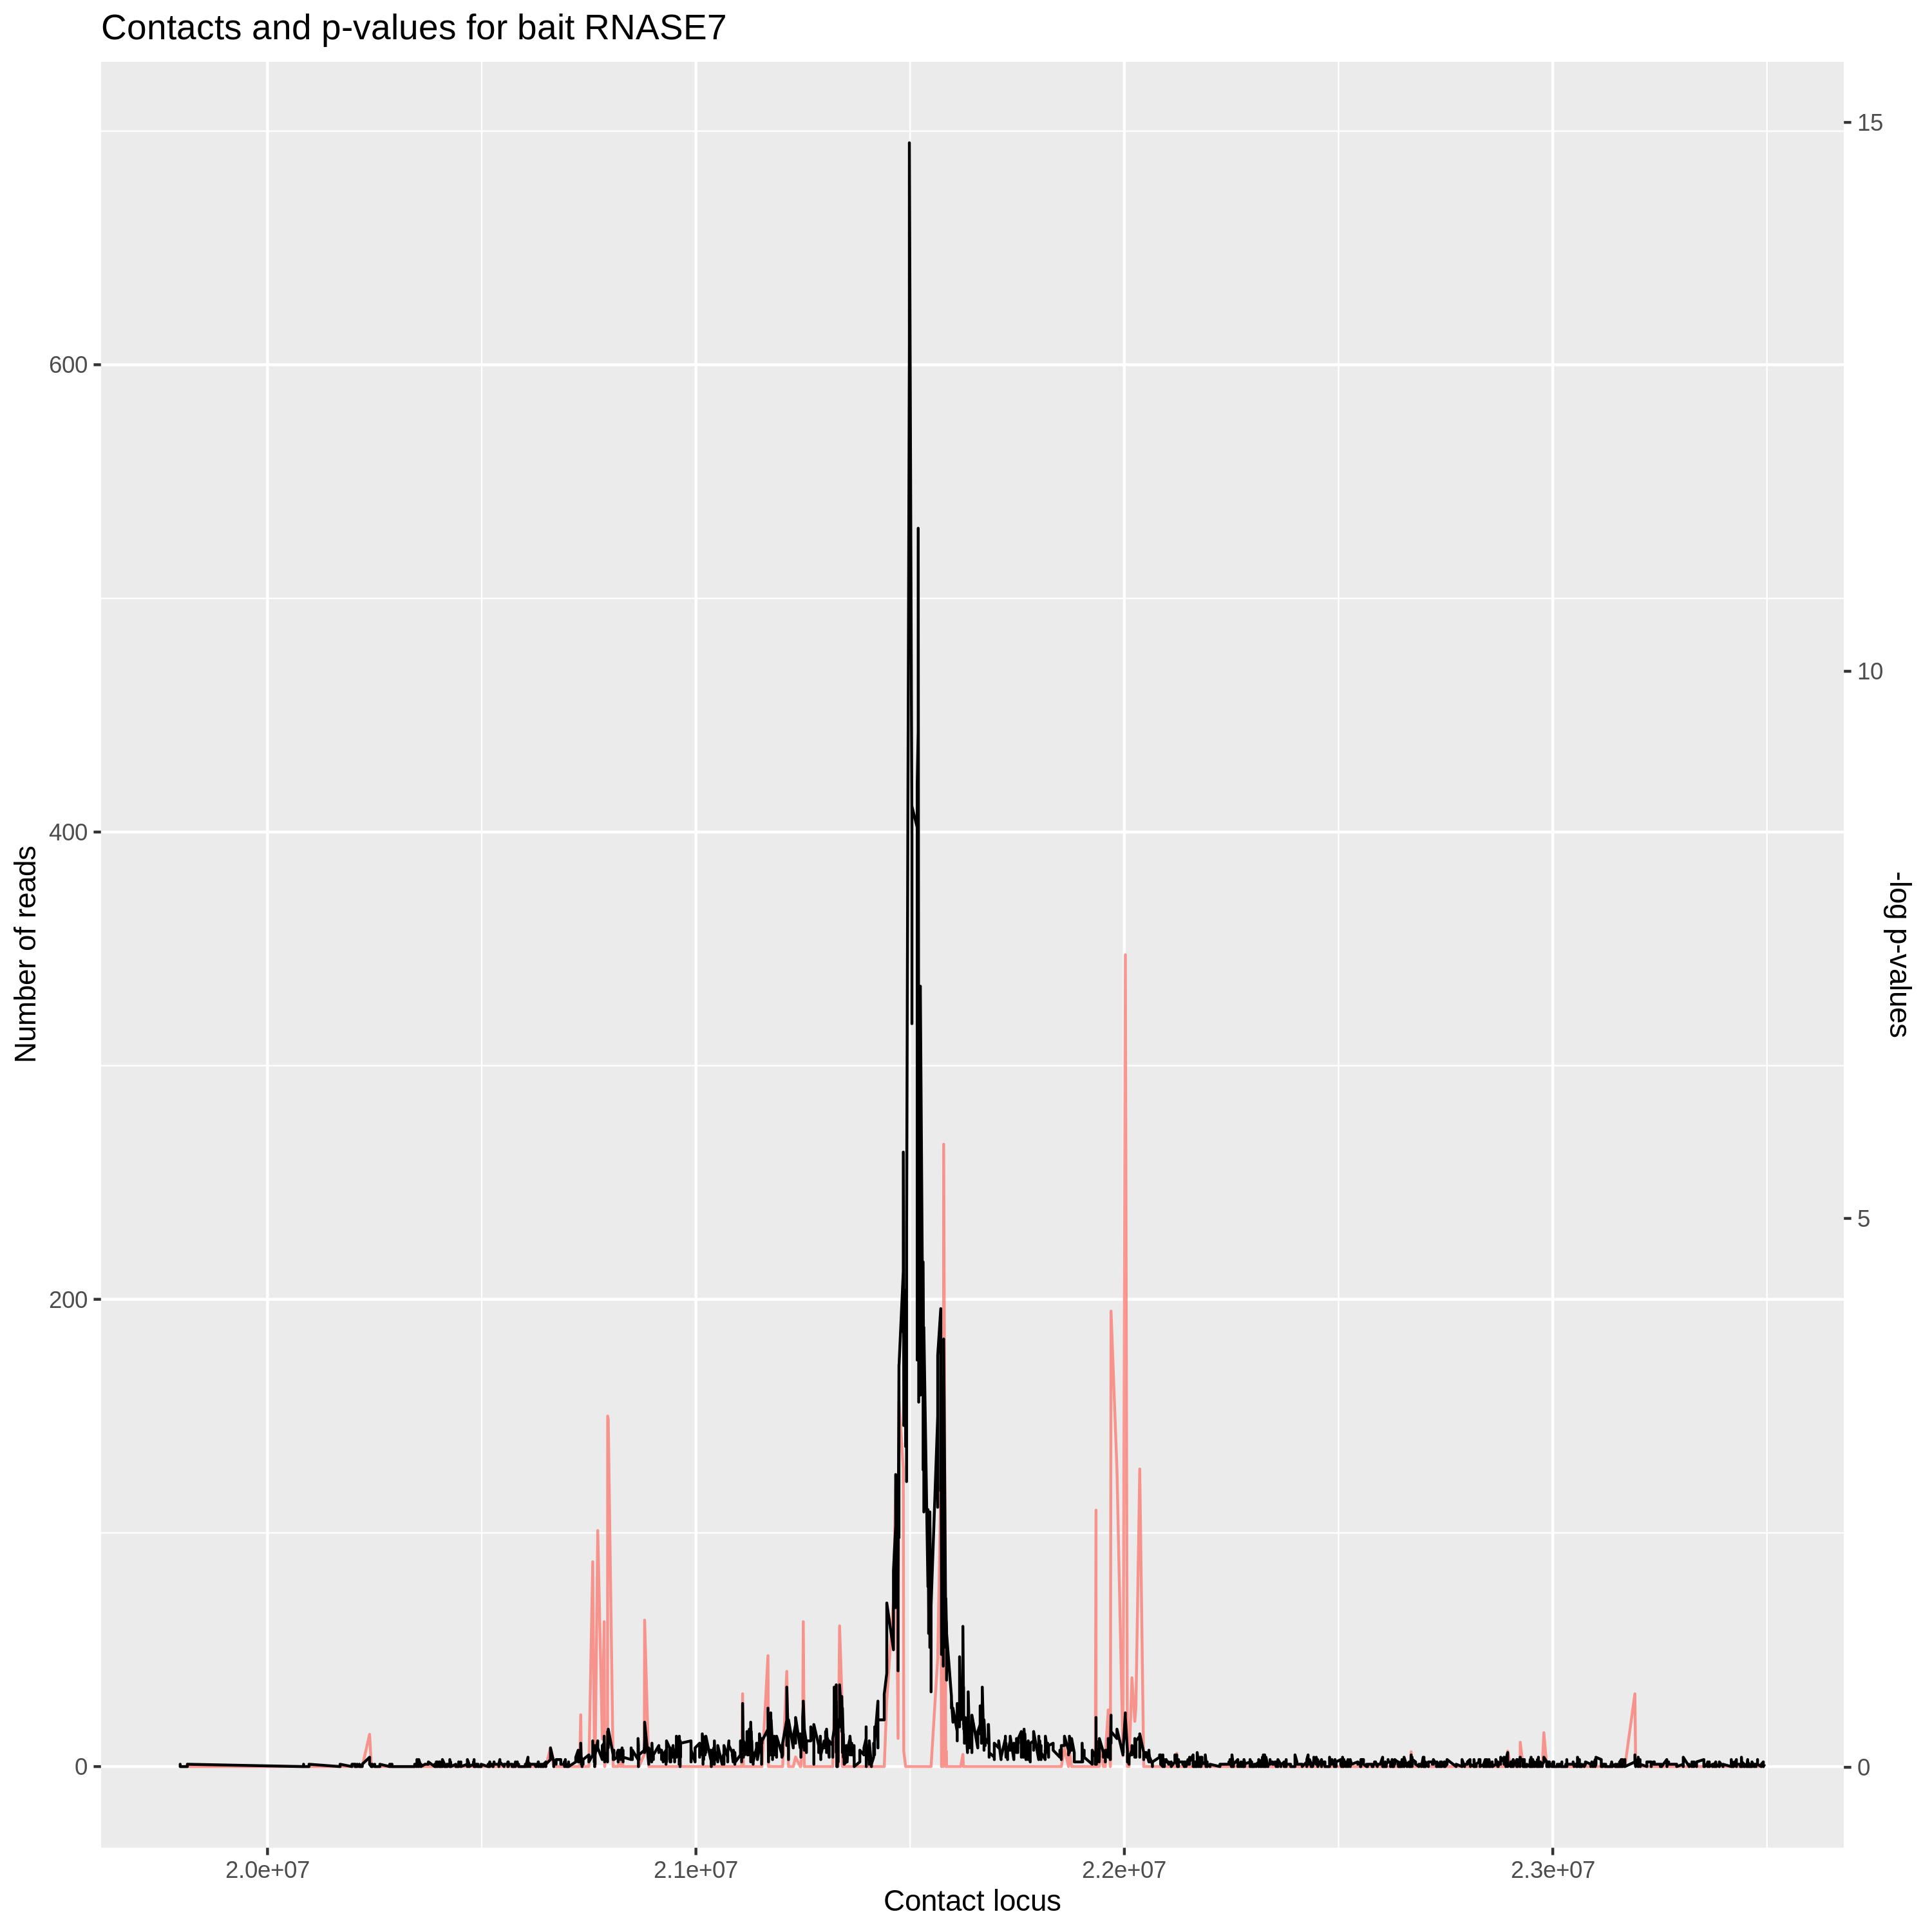 Contacts and p-values for bait RNASE7
15
600
10
400
Number of reads
-log p-values
5
200
0
0
2.0e+07
2.1e+07
2.2e+07
2.3e+07
Contact locus